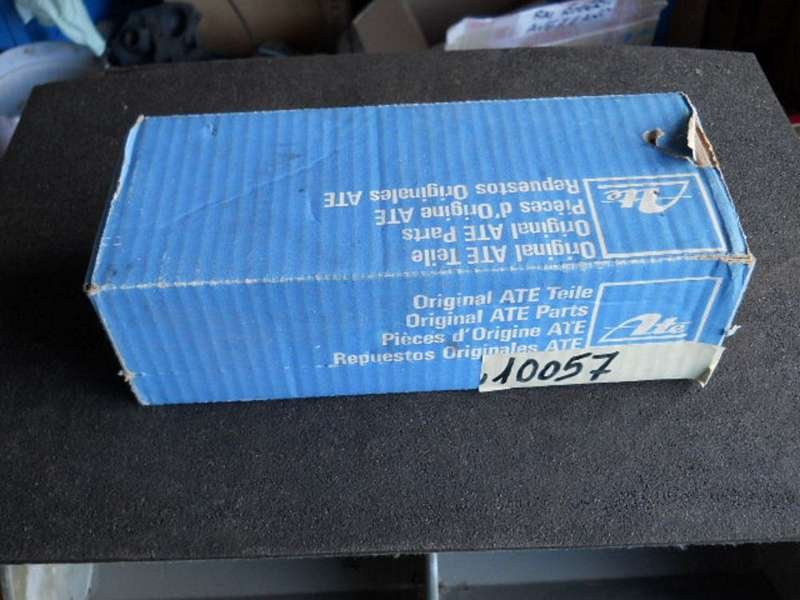 Original ATE Teile
Original ATE Parts
Pièces d'Origine ATE
Repuestos Originales ATE
Ate
Original ATE Teile
Original ATE Parts
Pièces d'Origine ATE
Repuestos Originales ATE
Ate
10057